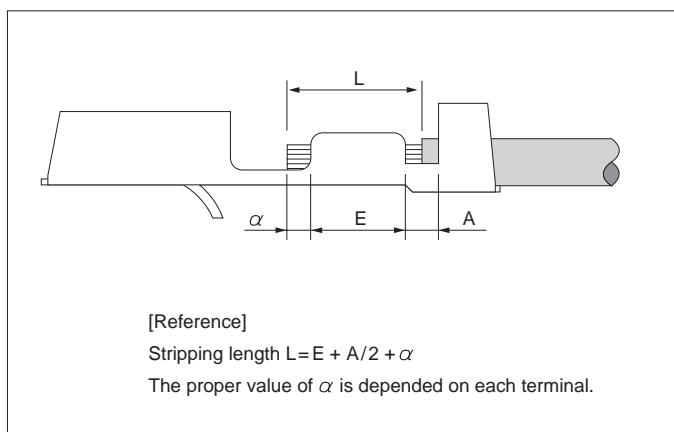 L
α
E
A
[Reference]
Stripping length L=E + A/2 + α
The proper value of α is depended on each terminal.